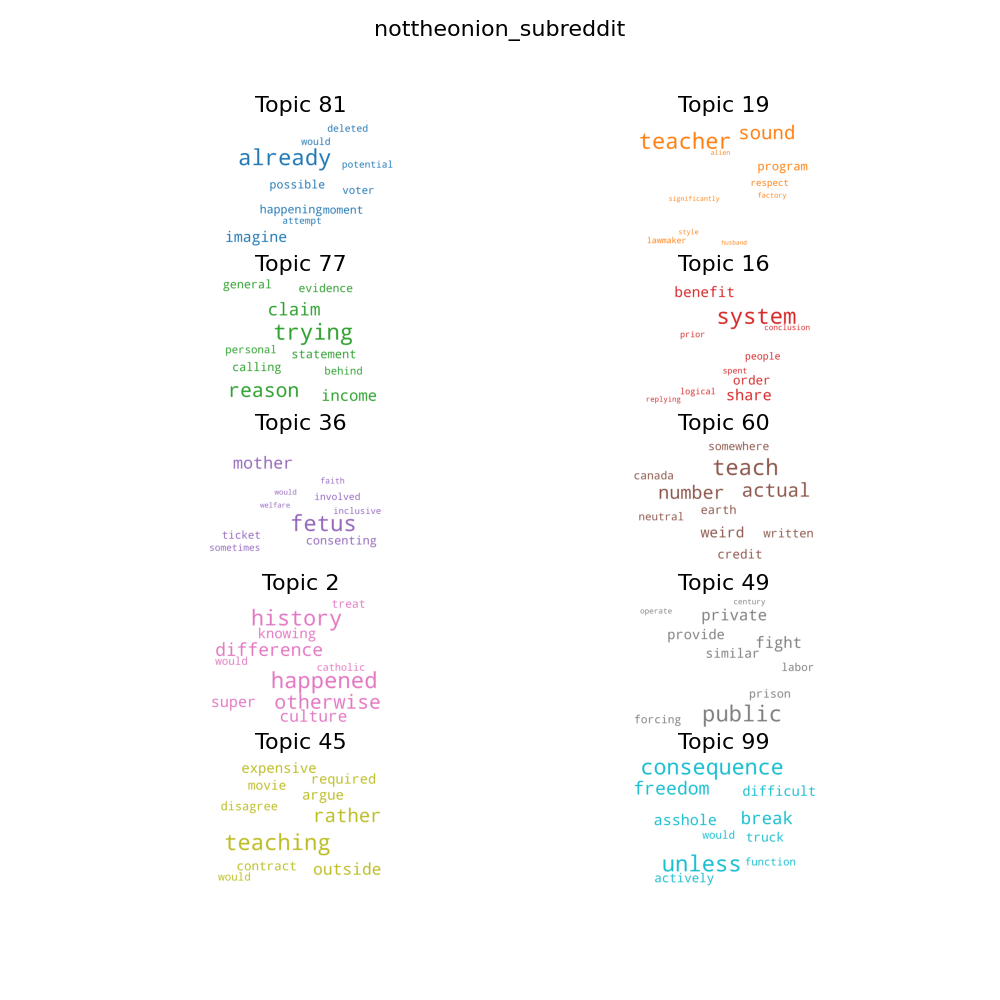 nottheonion_subreddit
Topic 81
deleted
would
already
potential
possible
voter
happening moment
attempt
imagine
Topic 19
teacher sound
alien
program
respect
factory
significantly
style
lawmaker
husband
Topic 77
general evidence
claim
trying
personal statement
calling behind
reason income
Topic 16
benefit
system
conclusion
prior
people
spent
order
logical share
replying
Topic 36
mother
faith
would involved
welfare inclusive
fetus
ticket consenting
sometimes
Topic 60
somewhere
teach
canada
number actual
earth
neutral
weird written
credit
Topic 2
treat
history
knowing
difference
would
catholic
happened
super otherwise
culture
Topic 49
century
operate private
provide fight
similar
labor
prison
forcing public
Topic 45
expensive
required
movie
argue
disagree
rather
teaching
contract outside
would
Topic 99
consequence
freedom difficult
asshole break
would truck
unless function
actively